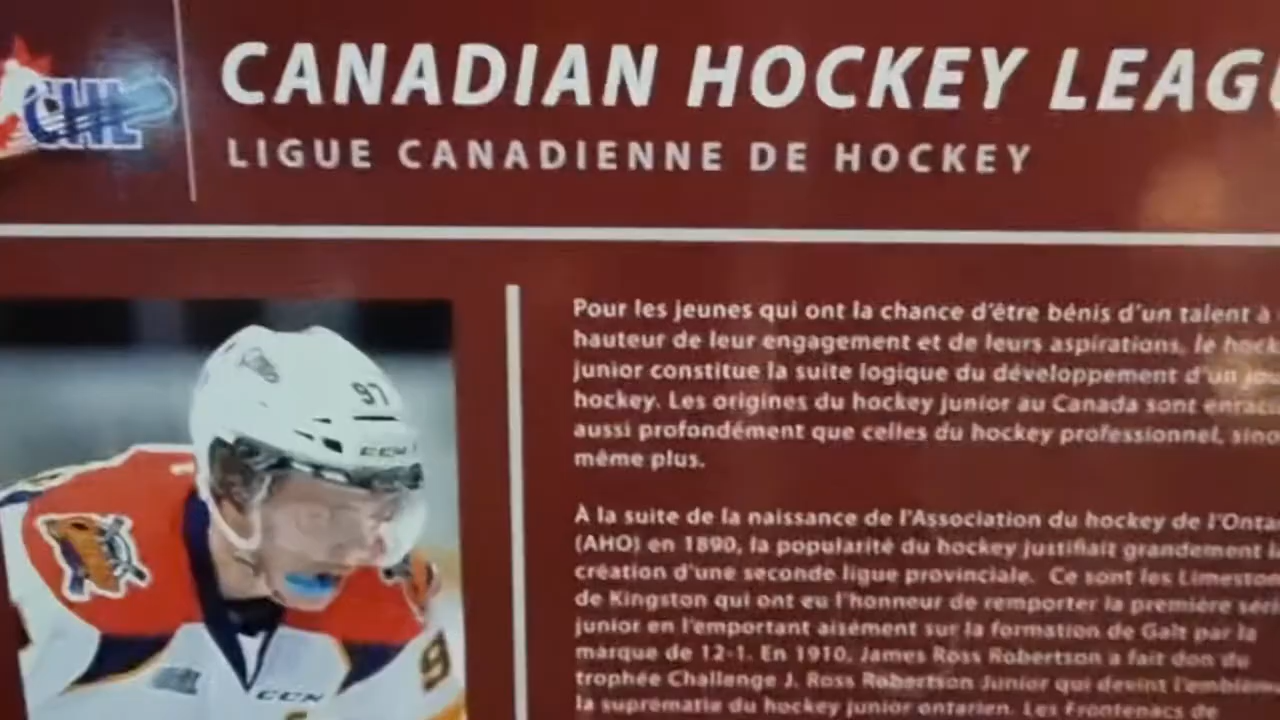 CHL
CANADIAN HOCKEY LEAGU
LIGUE CANADIENNE DE HOCKEY
97
CCM
CCM
9
Pour les jeunes qui ont la chance d'être bénis d'un talent à
hauteur de leur engagement et de leurs aspirations, le hock
junior constitue la suite logique du développement d'un jou
hockey. Les origines du hockey junior au Canada sont enrac
aussi profondément que celles du hockey professionnel, sino
même plus.
À la suite de la naissance de l'Association du hockey de l'Onta
(AHO) en 1890, la popularité du hockey justifiait grandement l
création d'une seconde ligue provinciale. Ce sont les Limeston
de Kingston qui ont eu l'honneur de remporter la première séri
junior en l'emportant aisément sur la formation de Galt par la
marque de 12-1. En 1910, James Ross Robertson a fait don du
trophée Challenge J. Ross Robertson Junior qui devint l'emblèm
la suprématie du hockey junior ontarien. Les Frontenacs de